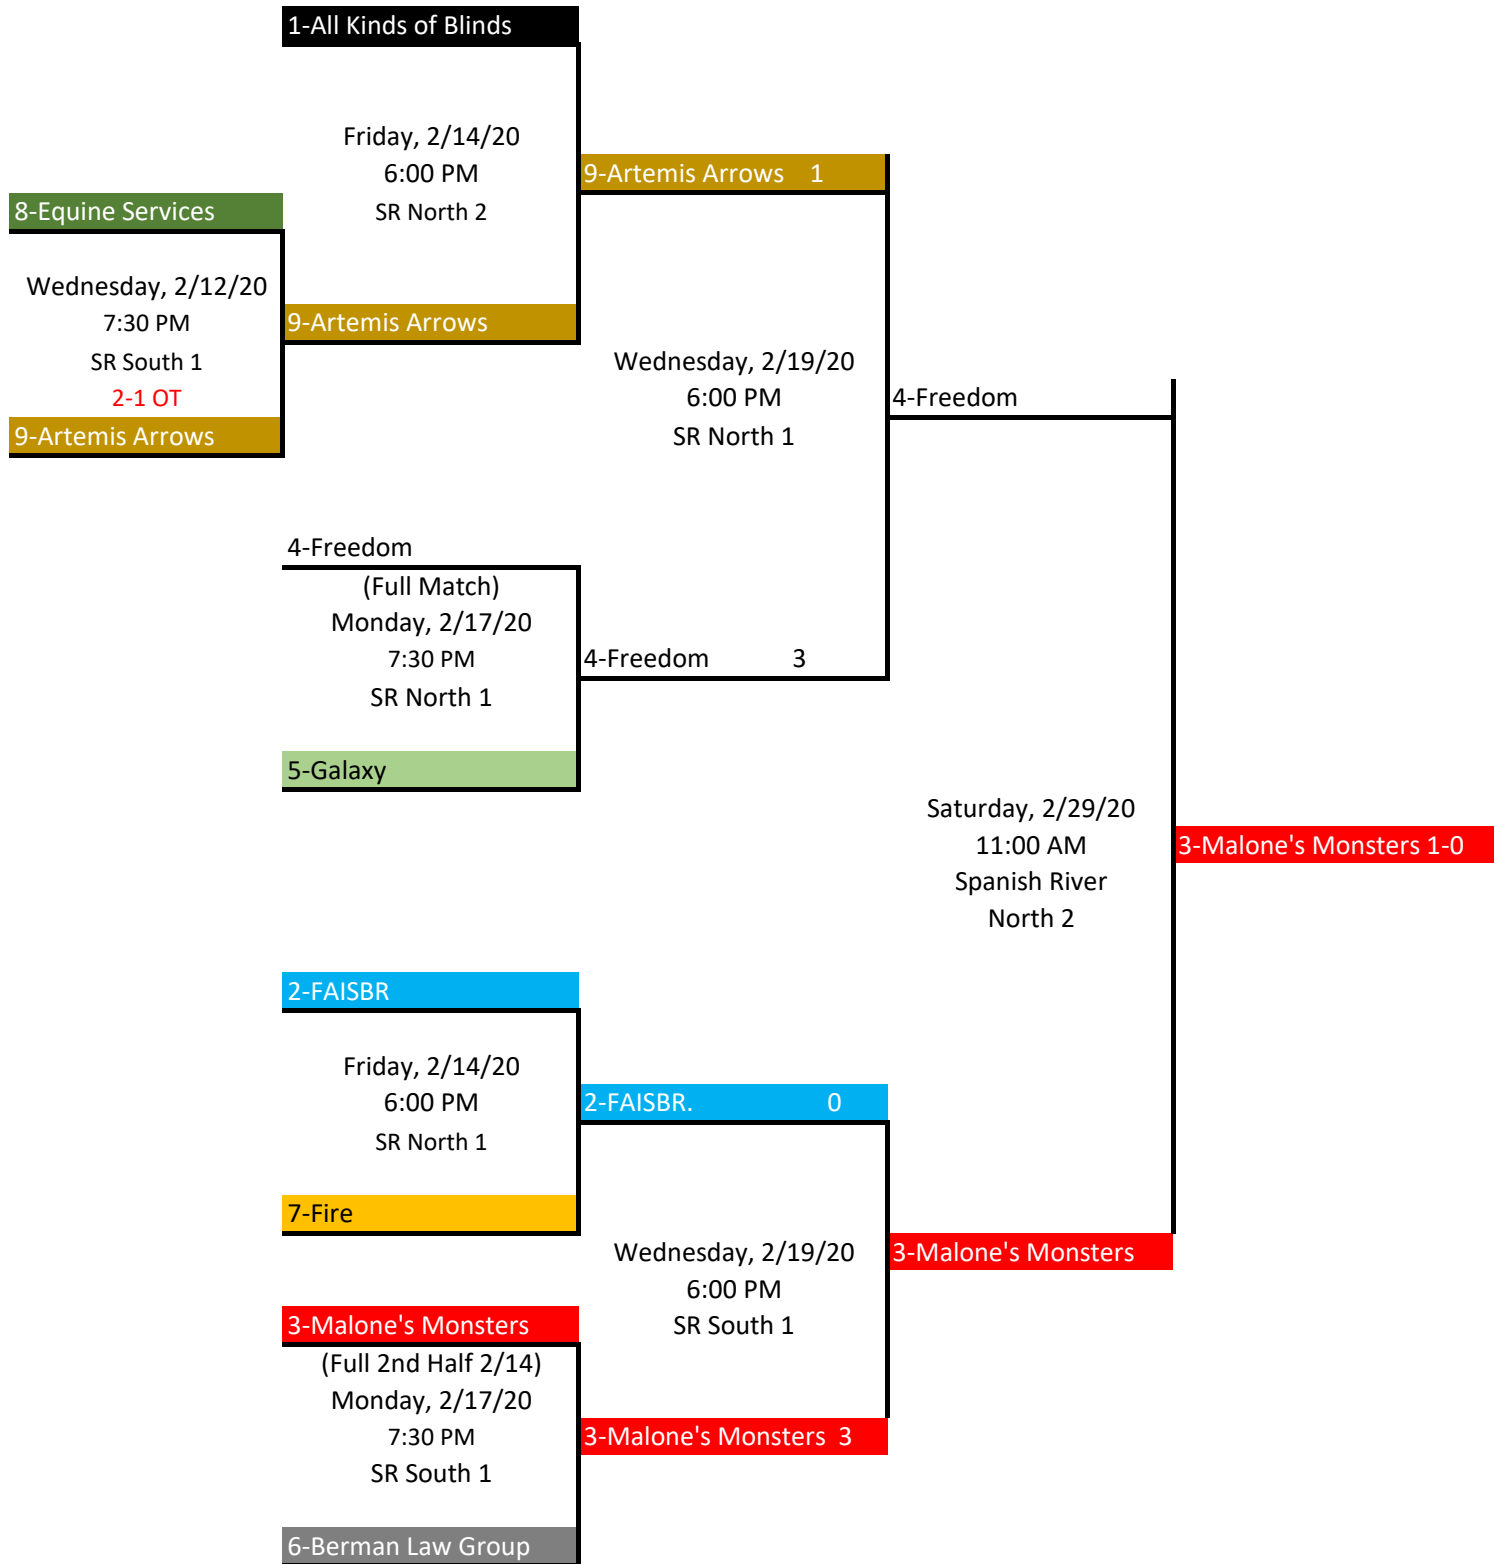 1-All Kinds of Blinds
Friday, 2/14/20
6:00 PM
SR North 2
9-Artemis Arrows 1
8-Equine Services
Wednesday, 2/12/20
7:30 PM
SR South 1
2-1 OT
9-Artemis Arrows
9-Artemis Arrows
Wednesday, 2/19/20
6:00 PM
SR North 1
4-Freedom
4-Freedom
(Full Match)
Monday, 2/17/20
7:30 PM
SR North 1
4-Freedom 3
5-Galaxy
Saturday, 2/29/20
11:00 AM
Spanish River
North 2
3-Malone's Monsters 1-0
2-FAISBR
Friday, 2/14/20
6:00 PM
SR North 1
2-FAISBR. 0
7-Fire
Wednesday, 2/19/20
6:00 PM
SR South 1
3-Malone's Monsters
3-Malone's Monsters
(Full 2nd Half 2/14)
Monday, 2/17/20
7:30 PM
SR South 1
3-Malone's Monsters 3
6-Berman Law Group